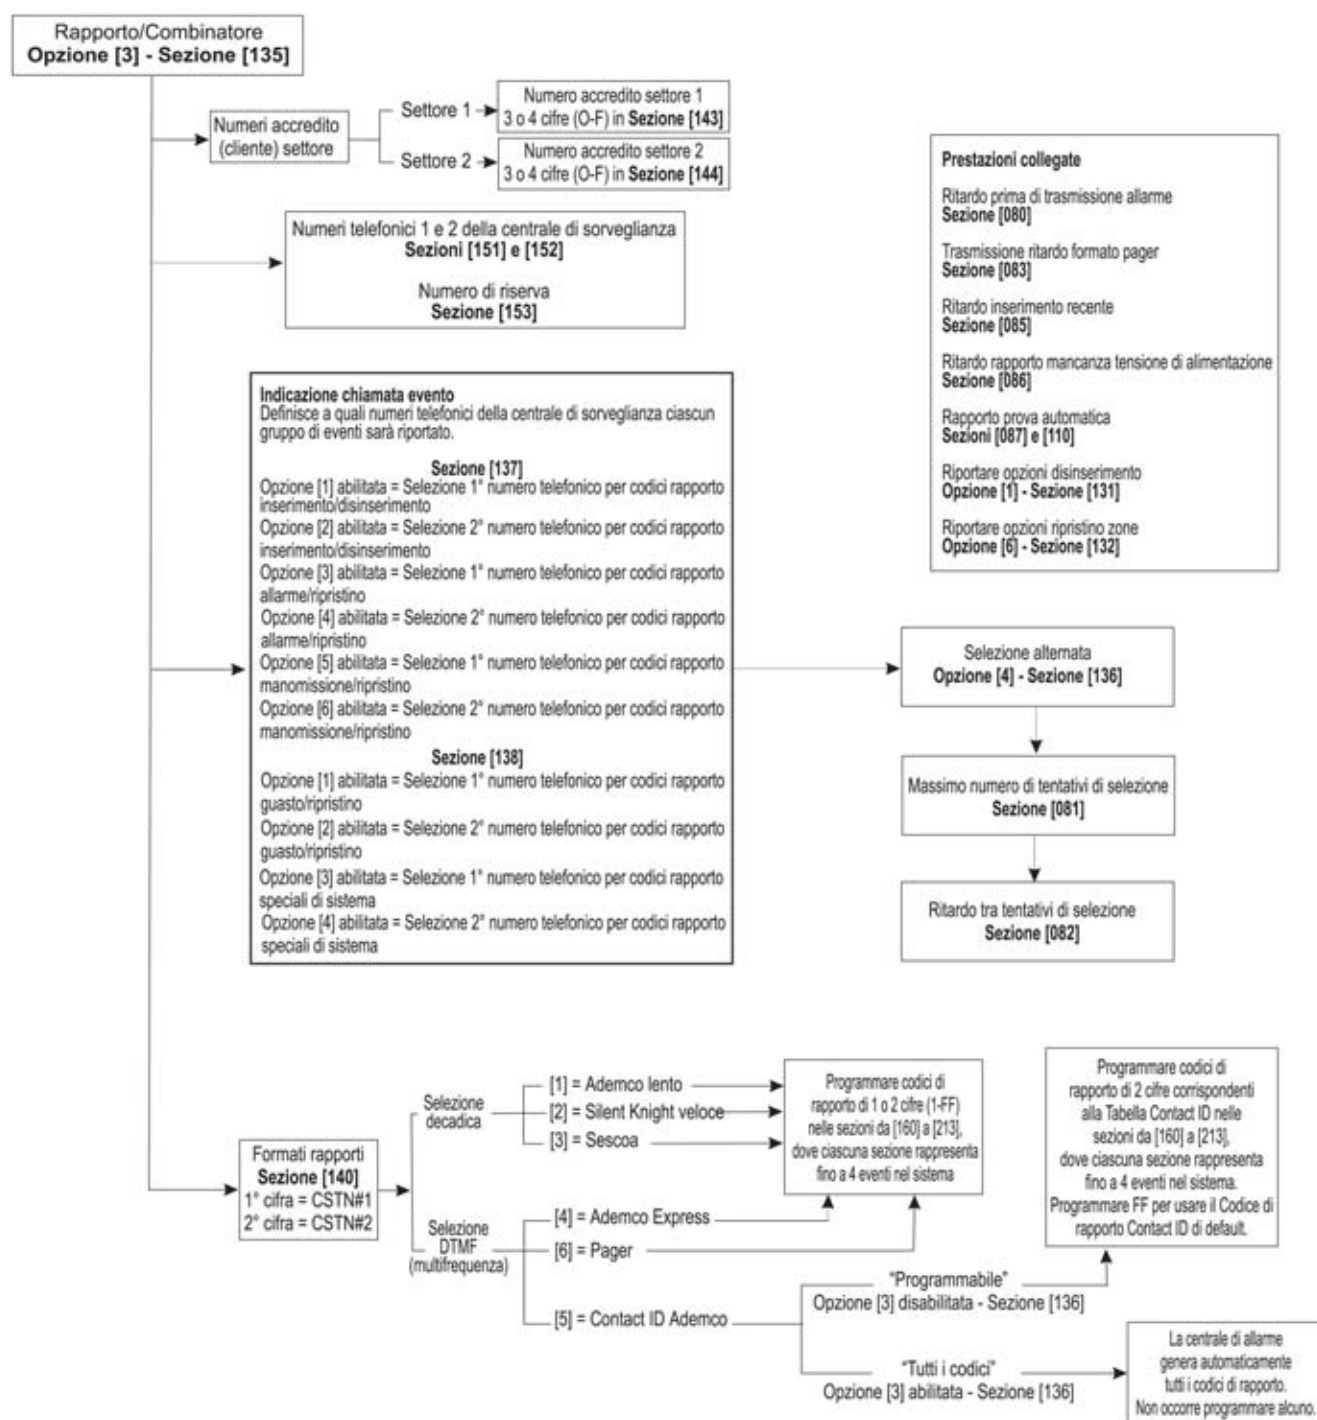 Rapporto/Combinatore
Opzione [3] - Sezione [135]
Numeri accredito
(cliente) settore
Settore 1
Numero accredito settore 1
3 o 4 cifre (O-F) in Sezione [143]
Settore 2
Numero accredito settore 2
3 o 4 cifre (O-F) in Sezione [144]
Numeri telefonici 1 e 2 della centrale di sorveglianza
Sezioni [151] e [152]
Numero di riserva
Sezione [153]
Prestazioni collegate
Ritardo prima di trasmissione allarme
Sezione [080]
Trasmissione ritardo formato pager
Sezione [083]
Ritardo inserimento recente
Sezione [085]
Ritardo rapporto mancanza tensione di alimentazione
Sezione [086]
Rapporto prova automatica
Sezioni [087] e [110]
Riportare opzioni disinserimento
Opzione [1] - Sezione [131]
Riportare opzioni ripristino zone
Opzione [6] - Sezione [132]
Indicazione chiamata evento
Definisce a quali numeri telefonici della centrale di sorveglianza ciascun
gruppo di eventi sarà riportato.
Sezione [137]
Opzione [1] abilitata = Selezione 1° numero telefonico per codici rapporto
inserimento/disinserimento
Opzione [2] abilitata = Selezione 2° numero telefonico per codici rapporto
inserimento/disinserimento
Opzione [3] abilitata = Selezione 1° numero telefonico per codici rapporto
allarme/ripristino
Opzione [4] abilitata = Selezione 2° numero telefonico per codici rapporto
allarme/ripristino
Opzione [5] abilitata = Selezione 1° numero telefonico per codici rapporto
manomissione/ripristino
Opzione [6] abilitata = Selezione 2° numero telefonico per codici rapporto
manomissione/ripristino
Sezione [138]
Opzione [1] abilitata = Selezione 1° numero telefonico per codici rapporto
guasto/ripristino
Opzione [2] abilitata = Selezione 2° numero telefonico per codici rapporto
guasto/ripristino
Opzione [3] abilitata = Selezione 1° numero telefonico per codici rapporto
speciali di sistema
Opzione [4] abilitata = Selezione 2° numero telefonico per codici rapporto
speciali di sistema
Selezione alternata
Opzione [4] - Sezione [136]
Massimo numero di tentativi di selezione
Sezione [081]
Ritardo tra tentativi di selezione
Sezione [082]
Formati rapporti
Sezione [140]
1° cifra = CSTN#1
2° cifra = CSTN#2
Selezione
decadica
[1] = Ademco lento
[2] = Silent Knight veloce
[3] = Sescoa
Selezione
DTMF
(multifrequenza)
[4] = Ademco Express
[6] = Pager
[5] = Contact ID Ademco
Programmare codici di
rapporto di 1 o 2 cifre (1-FF)
nelle sezioni da [160] a [213],
dove ciascuna sezione rappresenta
fino a 4 eventi nel sistema
Programmare codici di
rapporto di 2 cifre corrispondenti
alla Tabella Contact ID nelle
sezioni da [160] a [213],
dove ciascuna sezione rappresenta
fino a 4 eventi nel sistema.
Programmare FF per usare il Codice di
rapporto Contact ID di default.
“Programmabile”
Opzione [3] disabilitata - Sezione [136]
“Tutti i codici”
Opzione [3] abilitata - Sezione [136]
La centrale di allarme
genera automaticamente
tutti i codici di rapporto.
Non occorre programmare alcuno.